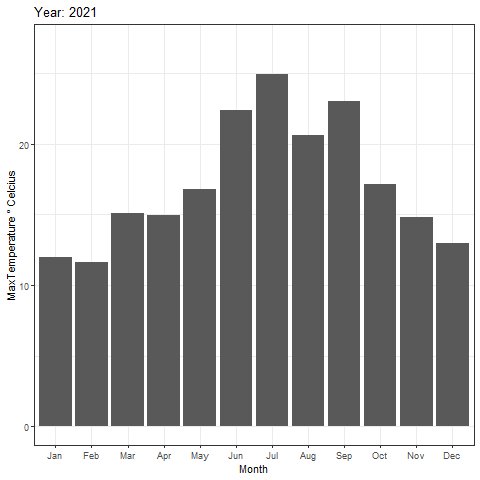 Year: 2021
MaxTemperature " Celcius
20
10
0
Jan Feb Mar Apr May Jun Jul Aug Sep Oct Nov Dec
Month